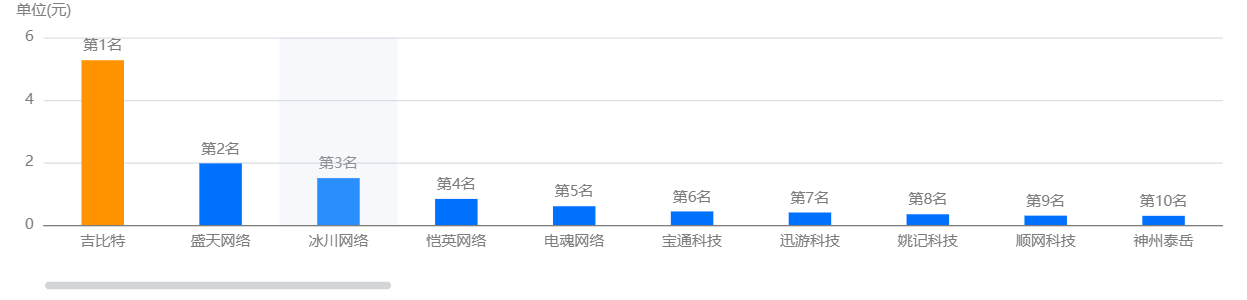 单位(元)
6
4
2
0
第1名
第2名
第3名
第4名
第5名
第6名
第7名
第8名
第9名
第10名
吉比特 盛天网络 冰川网络 恺英网络 电魂网络 宝通科技 迅游科技 姚记科技 顺网科技 神州泰岳